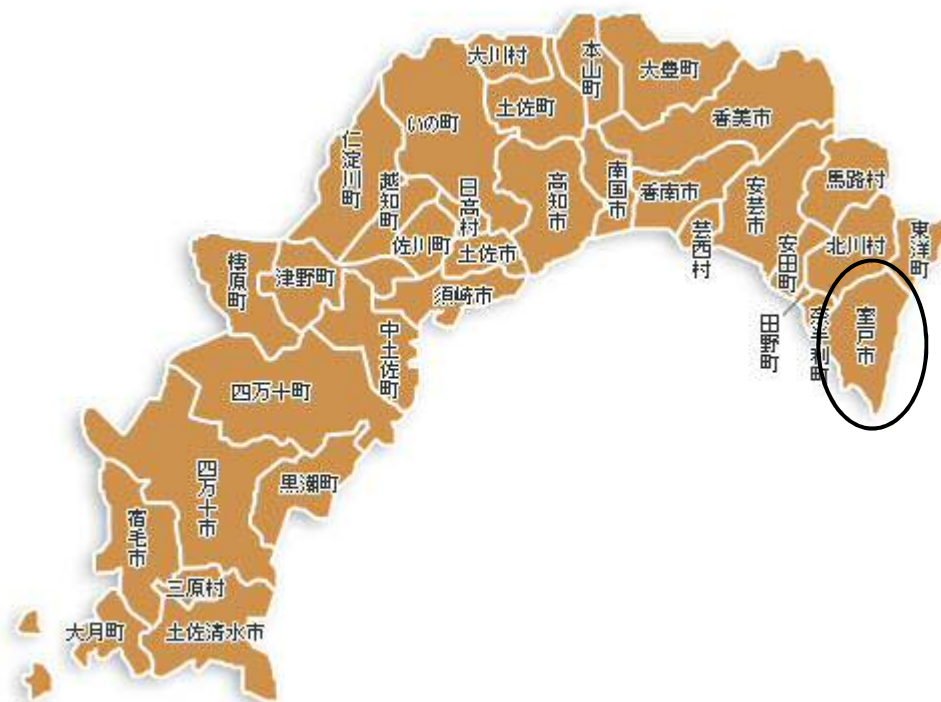 大川村
本山町
大豊町
土佐町
いの町
香美市
仁淀川町
越知町
日高村
高知市
南国市
香南市
安芸市
馬路村
芸西村
佐川町
土佐市
安田町
北川村
東洋町
梼原町
津野町
須崎市
田野町
奈半利町
室戸市
中土佐町
四万十町
四万十市
黒潮町
宿毛市
三原村
大月町
土佐清水市